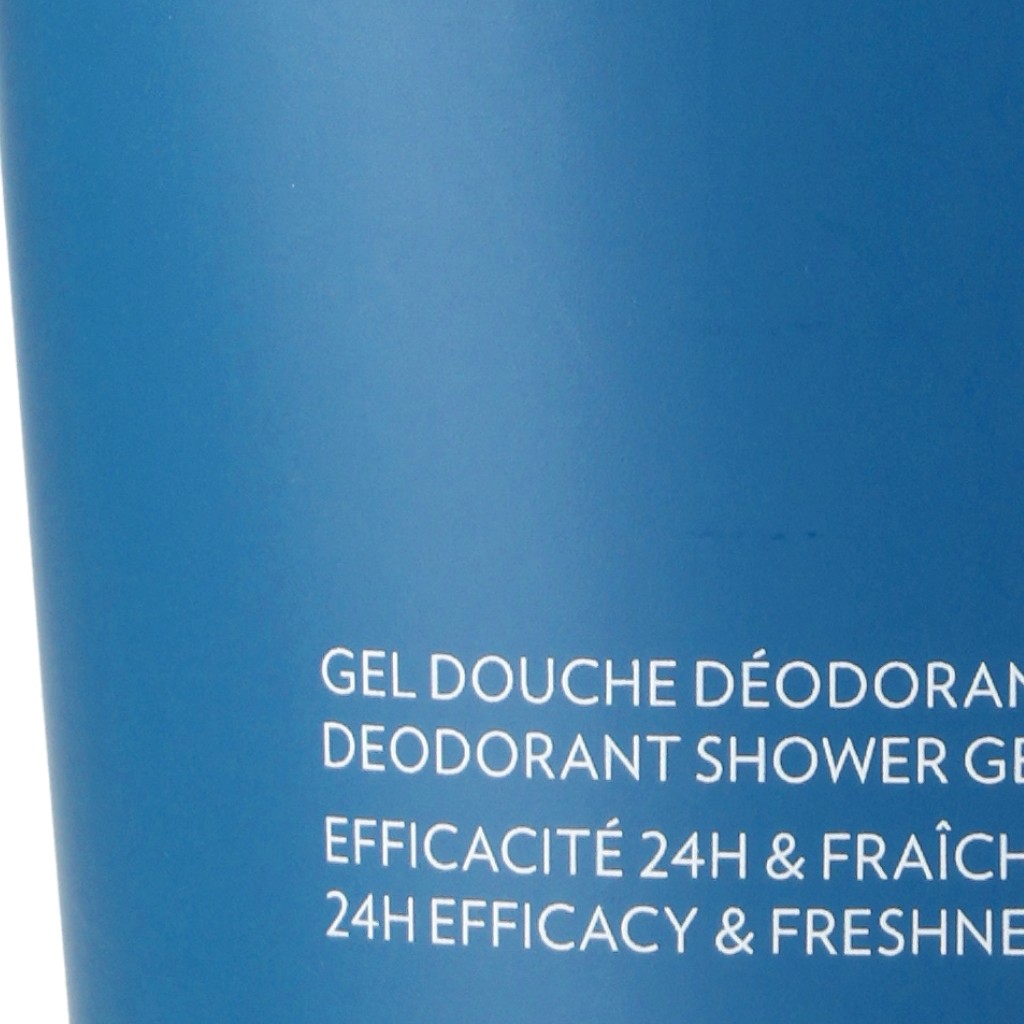 GEL DOUCHE DÉODORAN
DEODORANT SHOWER GE
EFFICACITÉ 24H & FRAÎCH
24H EFFICACY & FRESHNE